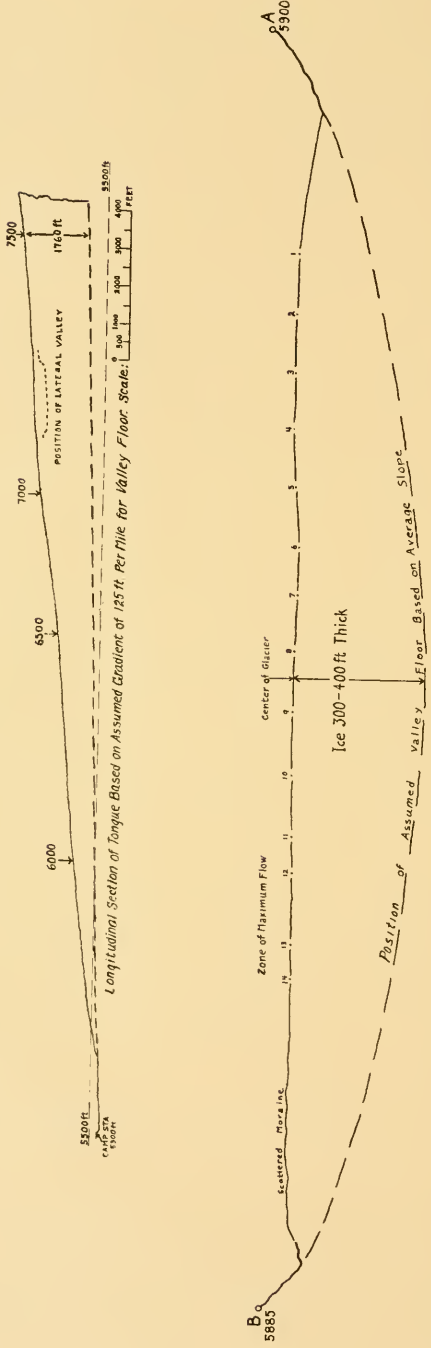 7500
1760 ft
7000
POSITION OF LATERAL VALLEY
6500
6000
5500 ft
5500 ft
CAMP STA
5300 ft
Longitudinal Section of Tongue Based on Assumed Gradient of 125 ft. Per Mile for Valley Floor. Scale:
0 500 1000 2000 3000 4000
FEET
A
5900
B
5885
Scattered Moraine
Zone of Maximum Flow
Center of Glacier
14 13 12 11 10 9 8 7 6 5 4 3 2 1
Ice 300-400 ft Thick
Position of Assumed Valley Floor Based on Average Slope